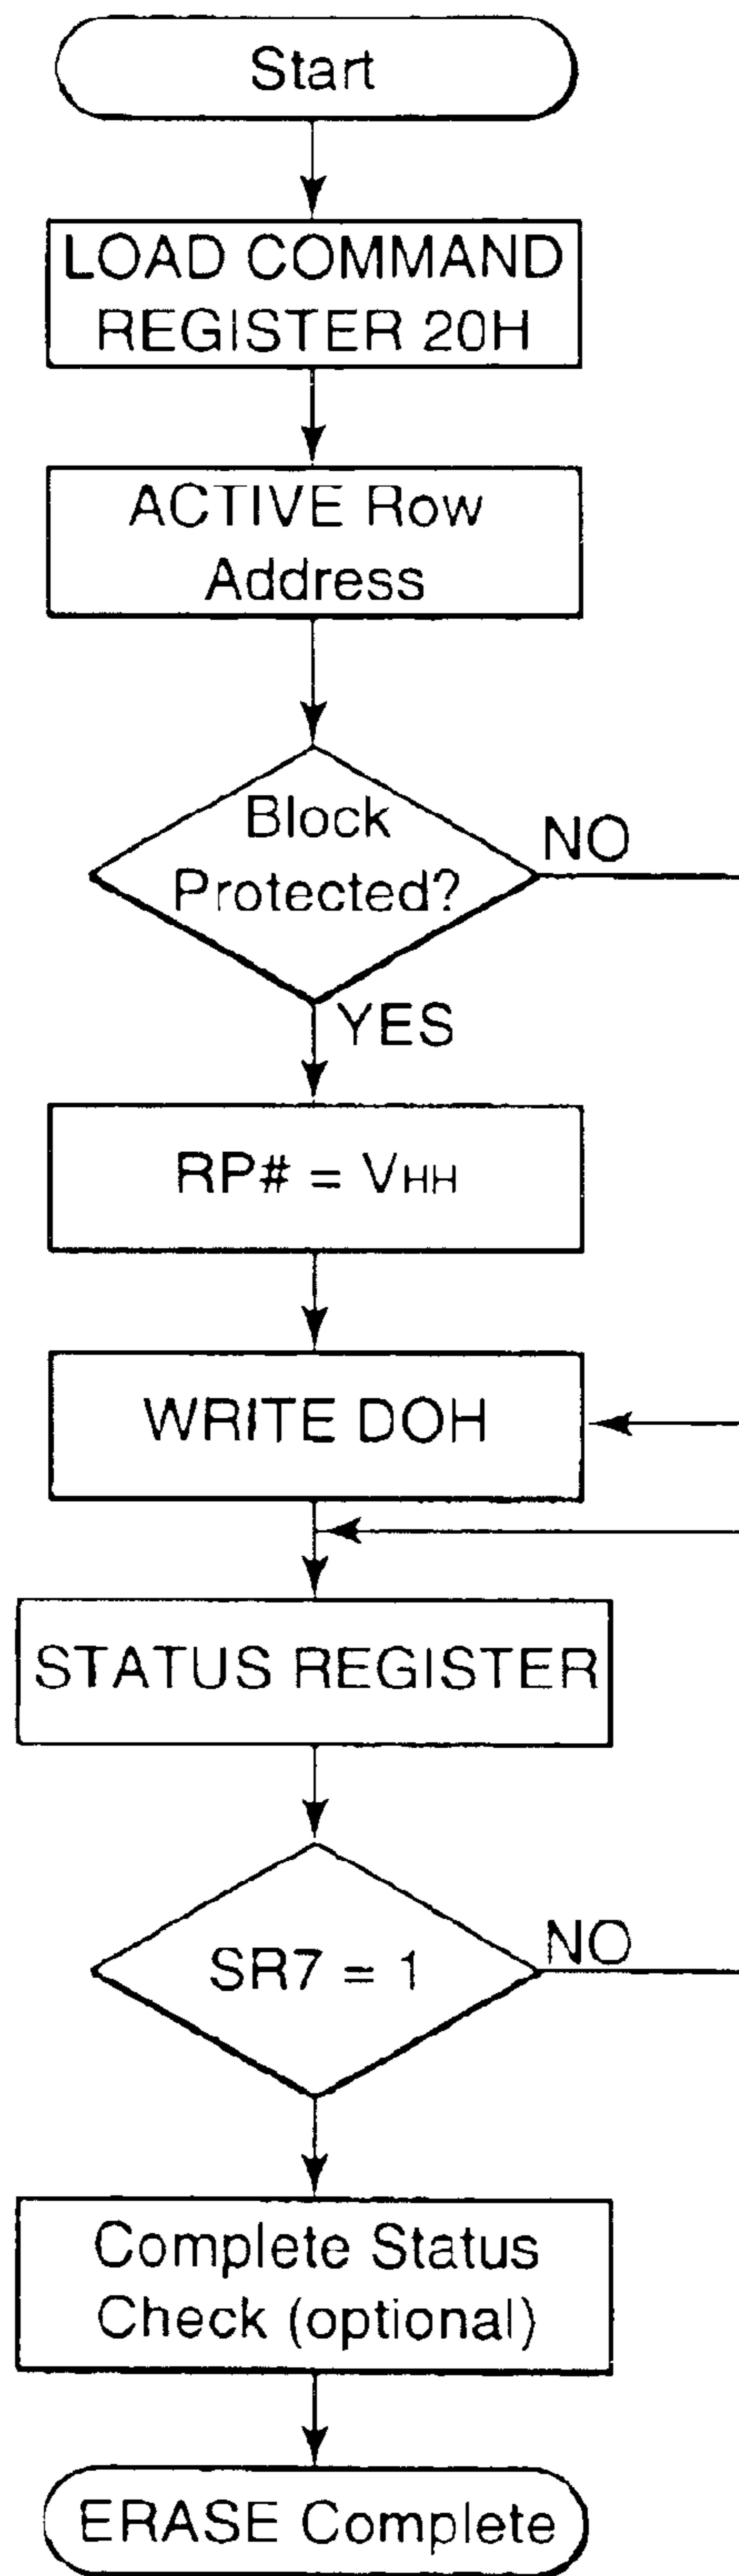 Start
LOAD COMMAND
REGISTER 20H
ACTIVE Row
Address
Block
Protected?
NO
YES
RP# = VHH
WRITE DOH
STATUS REGISTER
SR7 = 1
NO
Complete Status
Check (optional)
ERASE Complete